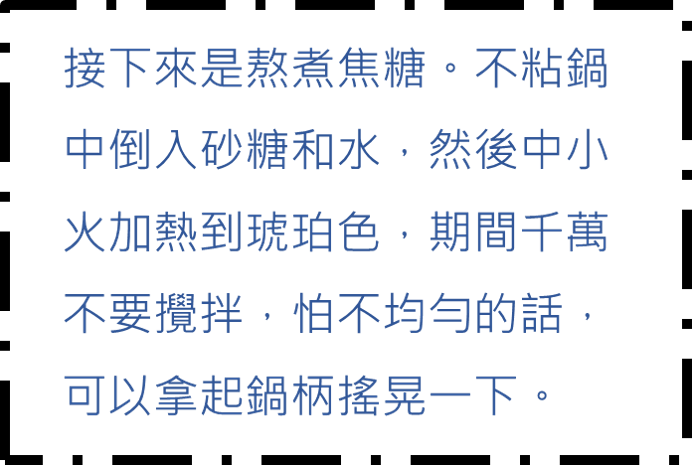 接下來是熬煮焦糖。不粘鍋
中倒入砂糖和水，然後中小
火加熱到琥珀色，期間千萬
不要攪拌，怕不均勻的話，
可以拿起鍋柄搖晃一下。